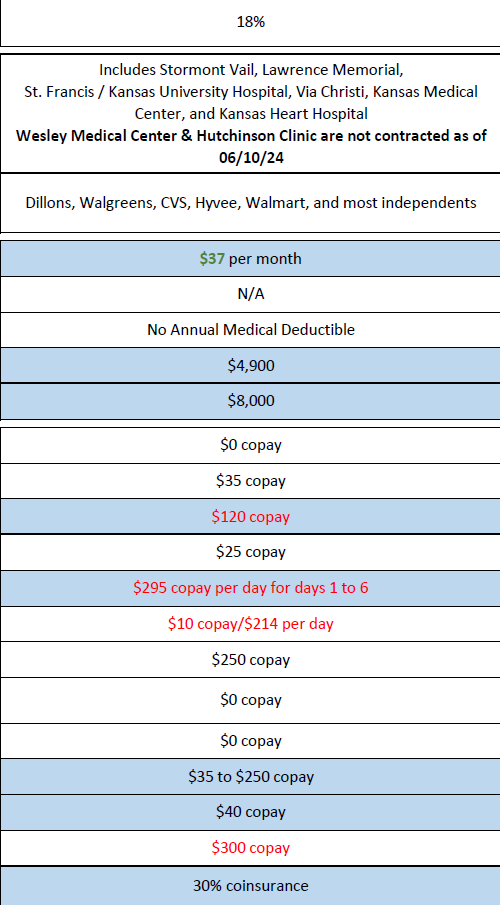 18%
Includes Stormont Vail, Lawrence Memorial,
St. Francis / Kansas University Hospital, Via Christi, Kansas Medical
Center, and Kansas Heart Hospital
Wesley Medical Center & Hutchinson Clinic are not contracted as of
06/10/24
Dillons, Walgreens, CVS, Hyvee, Walmart, and most independents
$37 per month
N/A
No Annual Medical Deductible
$4,900
$8,000
$0 copay
$35 copay
$120 copay
$25 copay
$295 copay per day for days 1 to 6
$10 copay/$214 per day
$250 copay
$0 copay
$0 copay
$35 to $250 copay
$40 copay
$300 copay
30% coinsurance